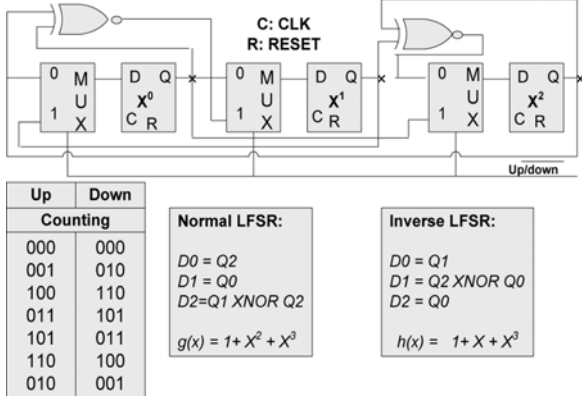 C: CLK
R: RESET
0 M U X 1
D Q
X⁰
C R
0 M U X 1
D Q
X¹
C R
0 M U X 1
D Q
X²
C R
Up/down
Up Down
Counting
000 000
001 010
100 110
011 101
101 011
110 100
010 001
Normal LFSR:
D0 = Q2
D1 = Q0
D2=Q1 XNOR Q2
g(x) = 1+ X² + X³
Inverse LFSR:
D0 = Q1
D1 = Q2 XNOR Q0
D2 = Q0
h(x) = 1+ X + X³